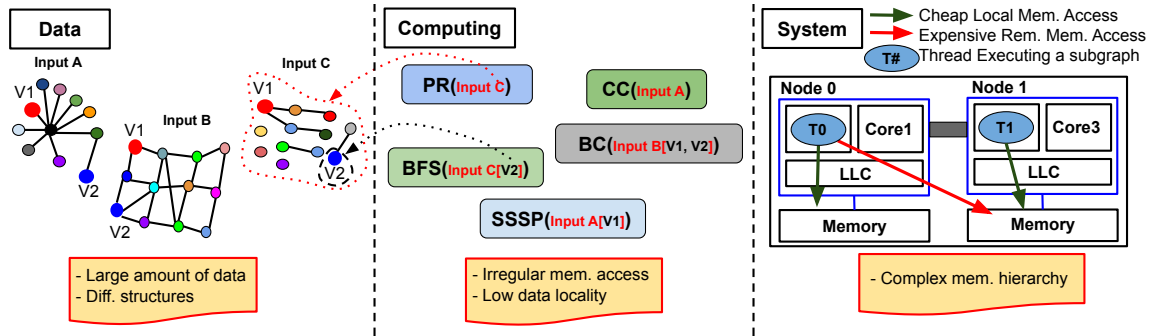 Data
Input A
V1
V2
Input B
V1
V2
Input C
V1
V2
- Large amount of data
- Diff. structures
Computing
PR(Input C)
CC(Input A)
BC(Input B[V1, V2])
BFS(Input C[V2])
SSSP(Input A[V1])
- Irregular mem. access
- Low data locality
System
Cheap Local Mem. Access
Expensive Rem. Mem. Access
T#
Thread Executing a subgraph
Node 0
Node 1
T0
Core1
T1
Core3
LLC
LLC
Memory
Memory
- Complex mem. hierarchy